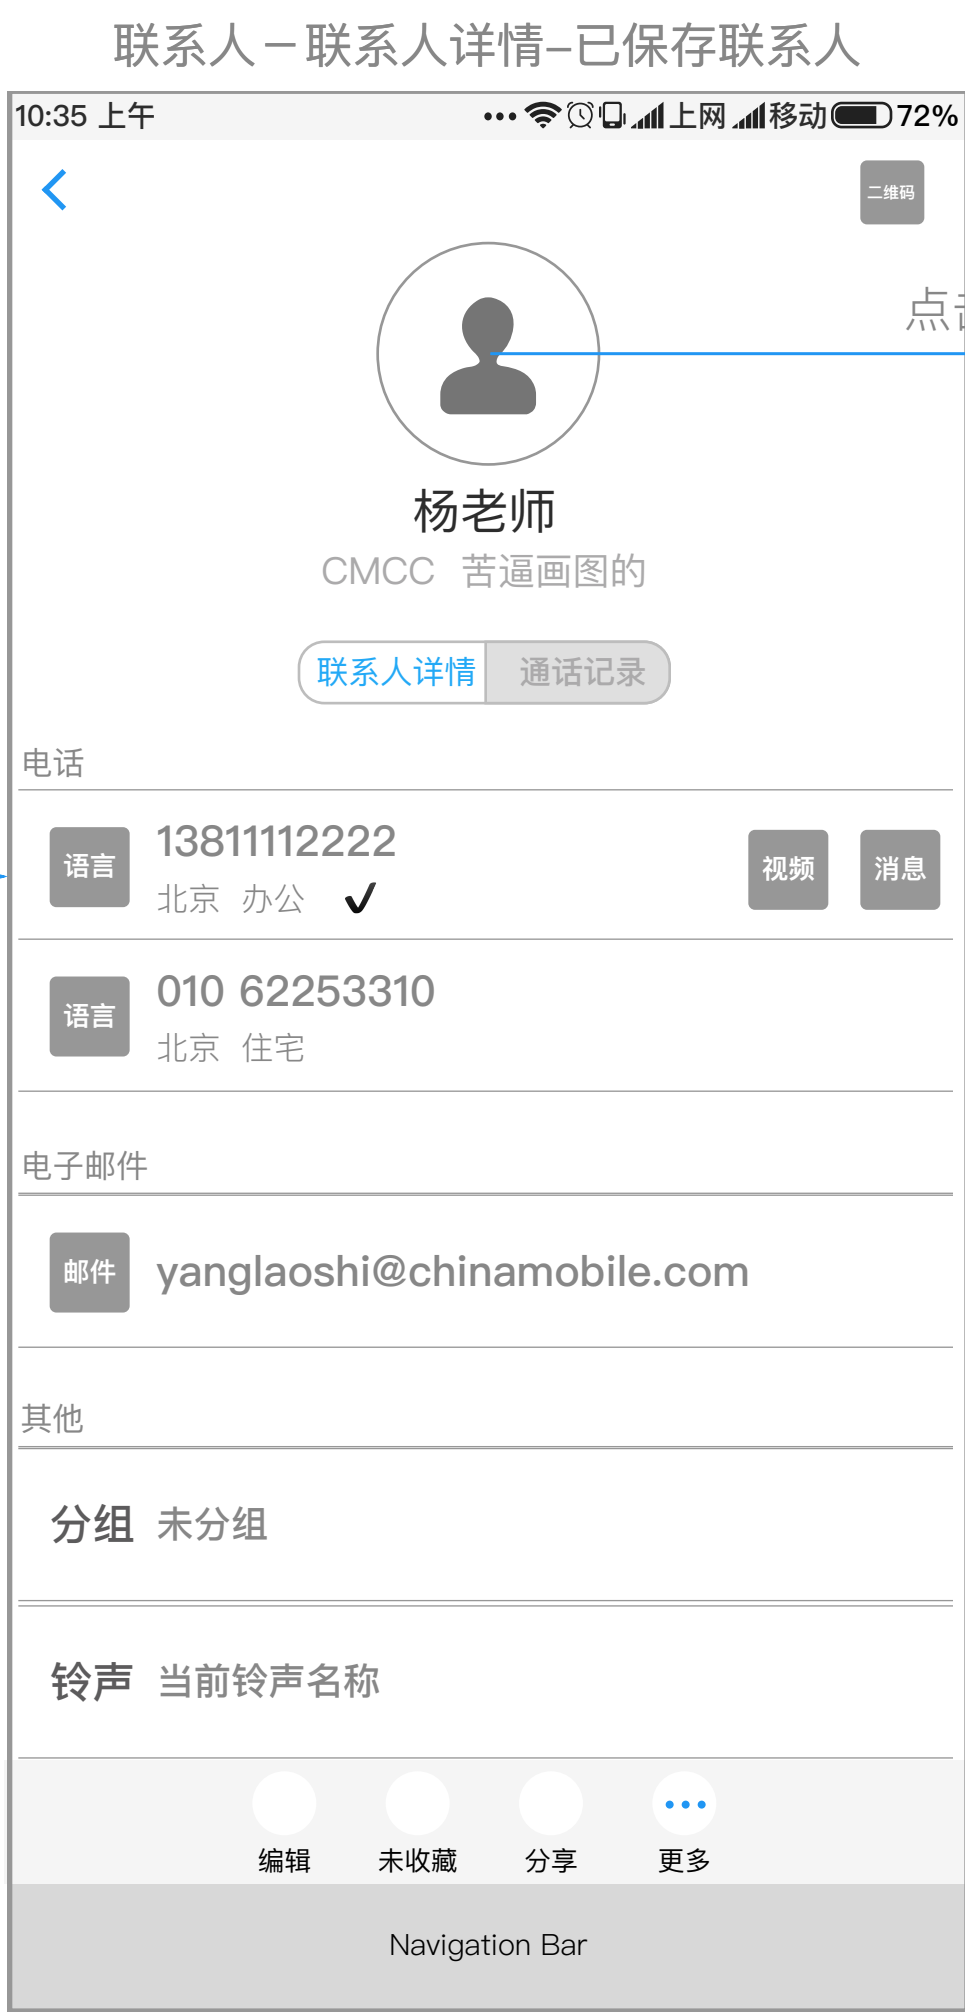 联系人－联系人详情–已保存联系人
10:35 上午 上网 移动 72%
二维码
点
杨老师
CMCC 苦逼画图的
联系人详情 通话记录
电话
语言 13811112222 视频 消息
北京 办公
语言 010 62253310
北京 住宅
电子邮件
邮件 yanglaoshi@chinamobile.com
其他
分组 未分组
铃声 当前铃声名称
编辑 未收藏 分享 更多
Navigation Bar